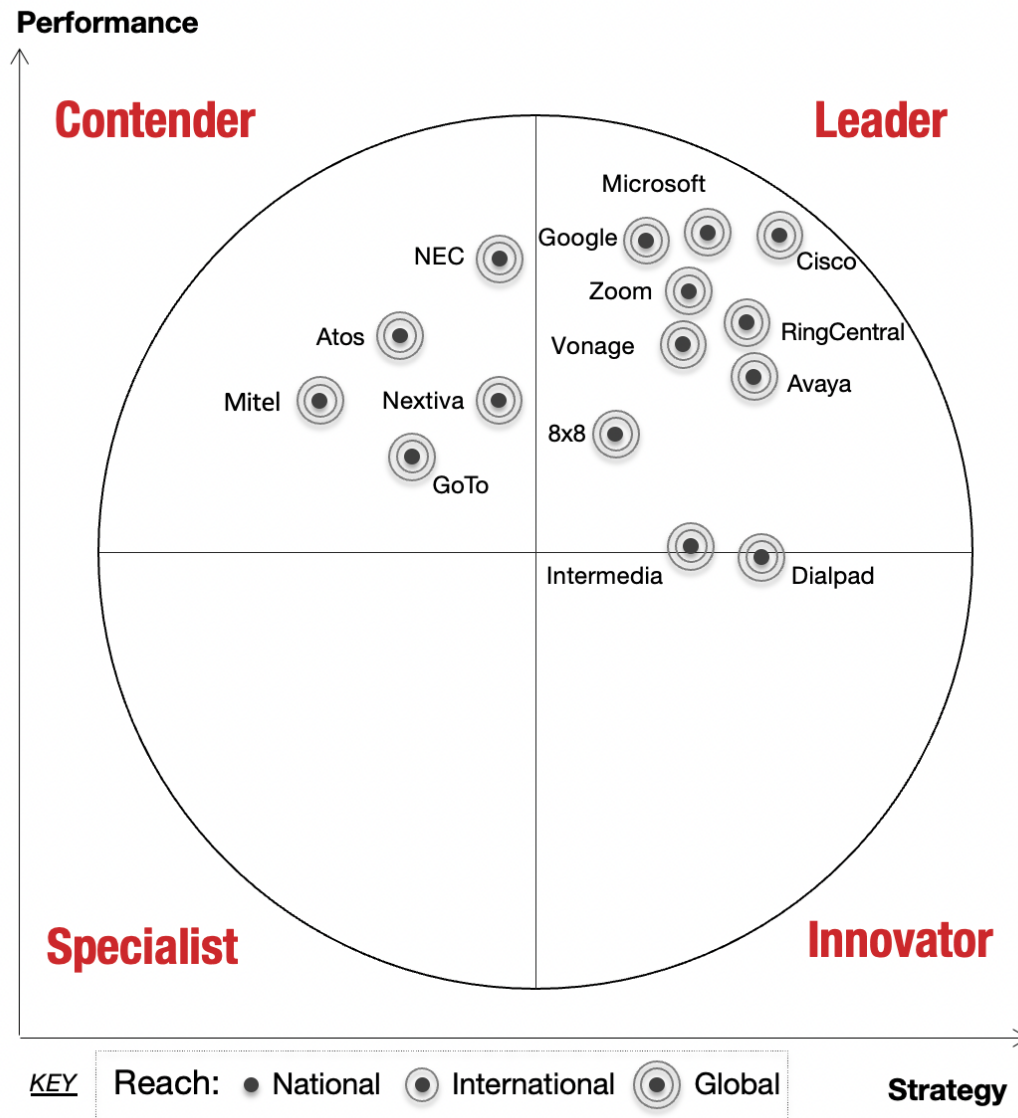 Performance
Contender
Leader
Microsoft
Google
NEC
Cisco
Zoom
Atos
RingCentral
Vonage
Avaya
Mitel
Nextiva
8x8
GoTo
Intermedia
Dialpad
Specialist
Innovator
KEY
Reach: National International Global
Strategy